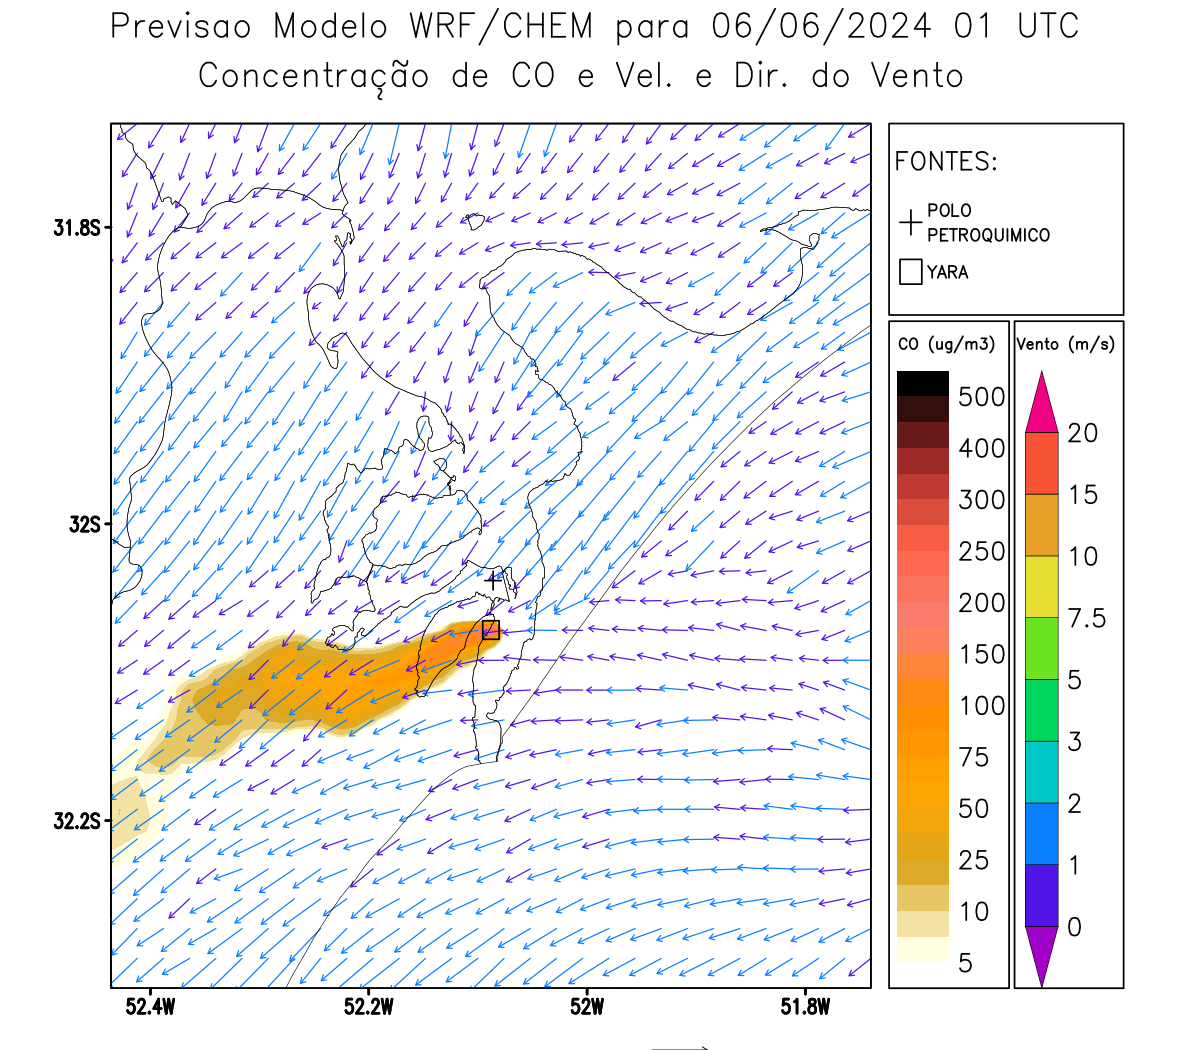 Previsao Modelo WRF/CHEM para 06/06/2024 01 UTC
Concentração de CO e Vel. e Dir. do Vento
FONTES:
POLO
PETROQUIMICO
YARA
CO (ug/m3)
500
400
300
250
200
150
100
75
50
25
10
5
Vento (m/s)
20
15
10
7.5
5
3
2
1
0
31.8S
32S
32.2S
52.4W
52.2W
52W
51.8W